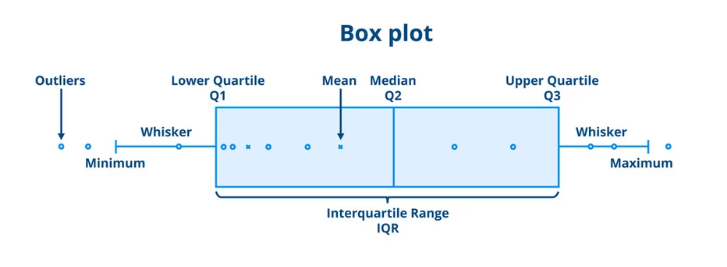 Box plot
Outliers
Lower Quartile
Q1
Mean
Median
Q2
Upper Quartile
Q3
Whisker
Whisker
Minimum
Maximum
Interquartile Range
IQR